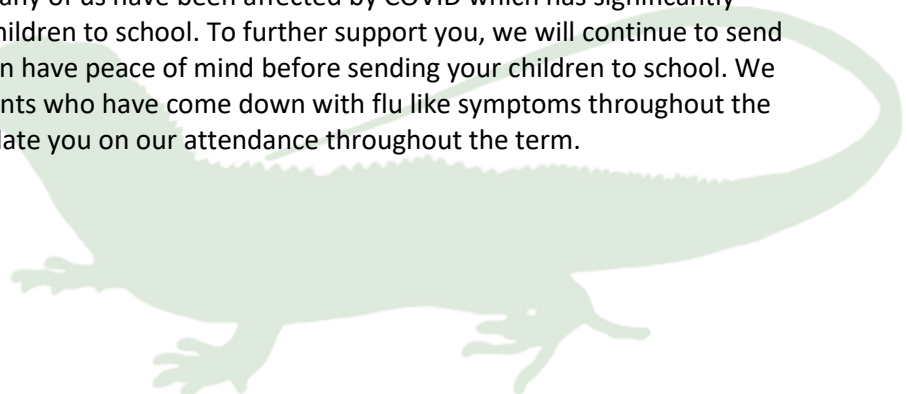 any of us have been affected by COVID which has significantly
hildren to school. To further support you, we will continue to send
n have peace of mind before sending your children to school. We
nts who have come down with flu like symptoms throughout the
late you on our attendance throughout the term.